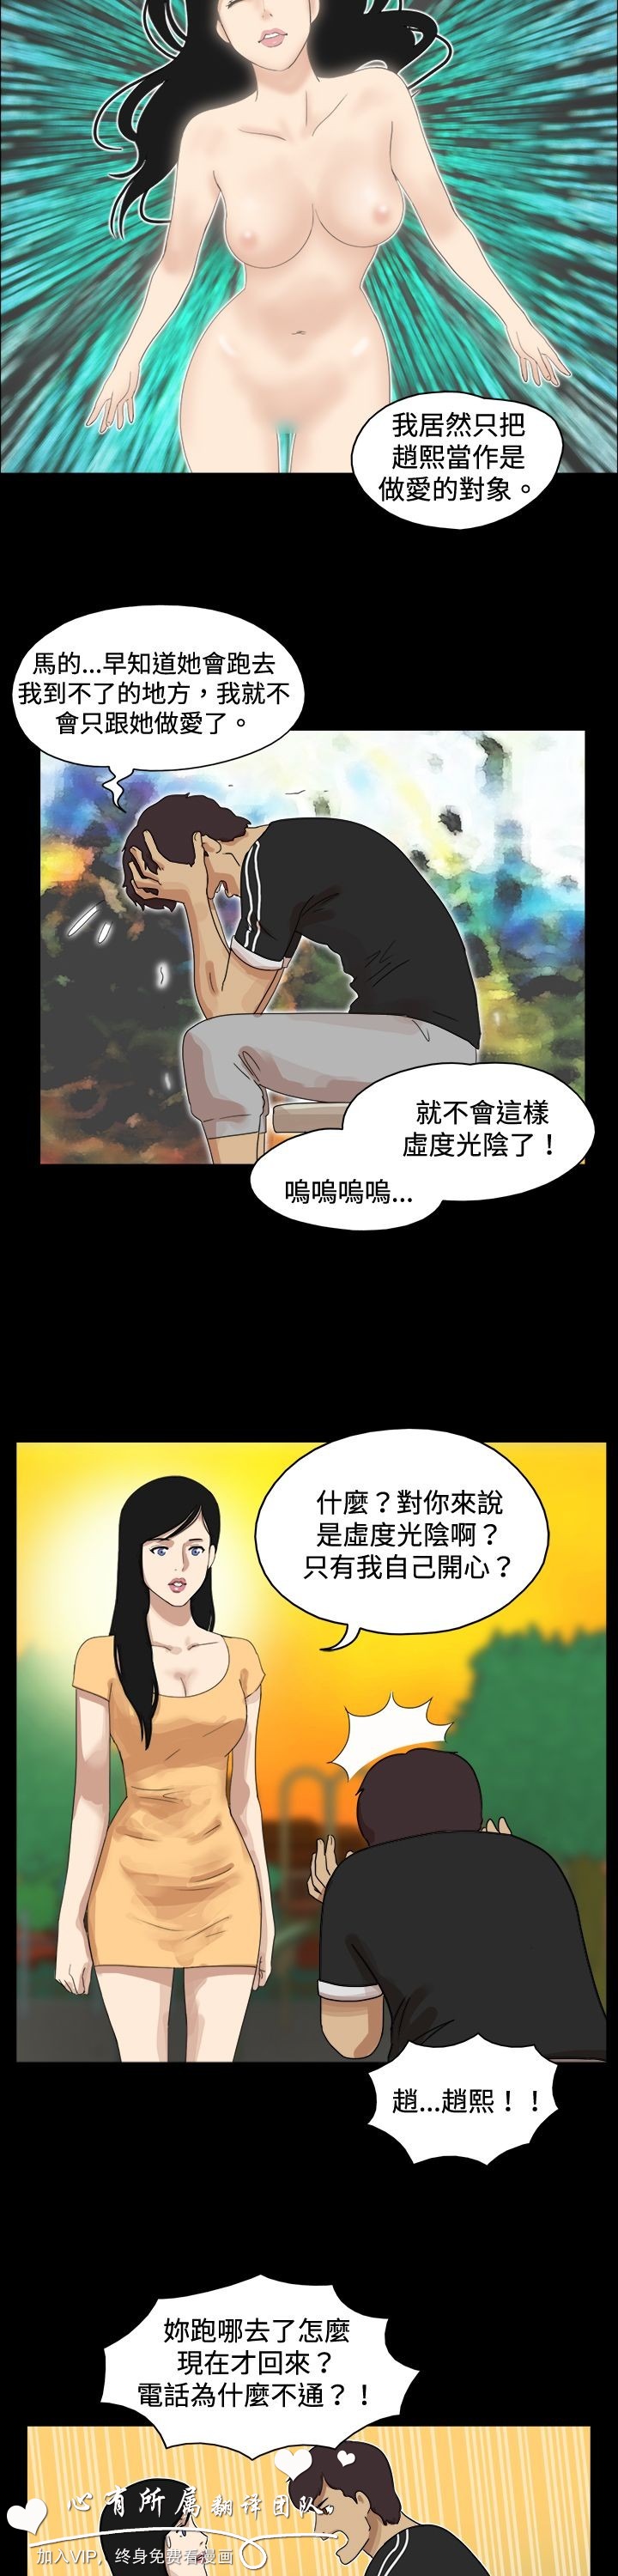 我居然只把
趙熙當作是
做愛的對象。
馬的...早知道她會跑去
我到不了的地方，我就不
會只跟她做愛了。
就不會這樣
虛度光陰了！
嗚嗚嗚嗚...
什麼？對你來說
是虛度光陰啊？
只有我自己開心？
趙...趙熙！！
妳跑哪去了怎麼
現在才回來？
電話為什麼不通？！
心有所属翻译团队
加入VIP，终身免费看漫画